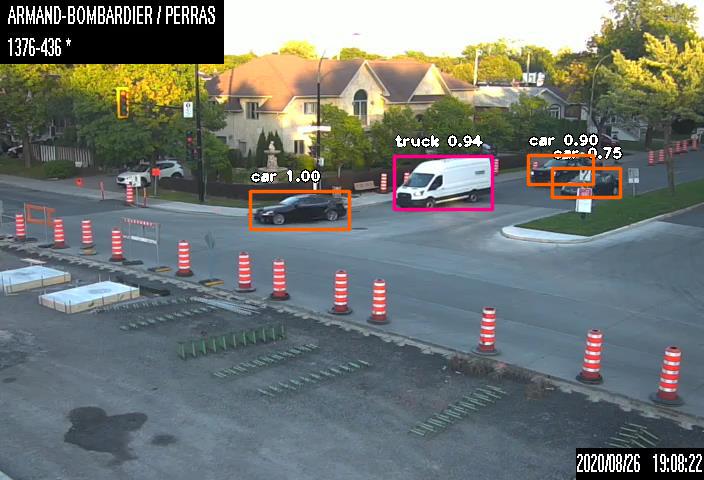 ARMAND-BOMBARDIER / PERRAS
1376-436 *
car 0.90
truck 0.94
car 0.75
car 1.00
2020/08/26 19:08:22